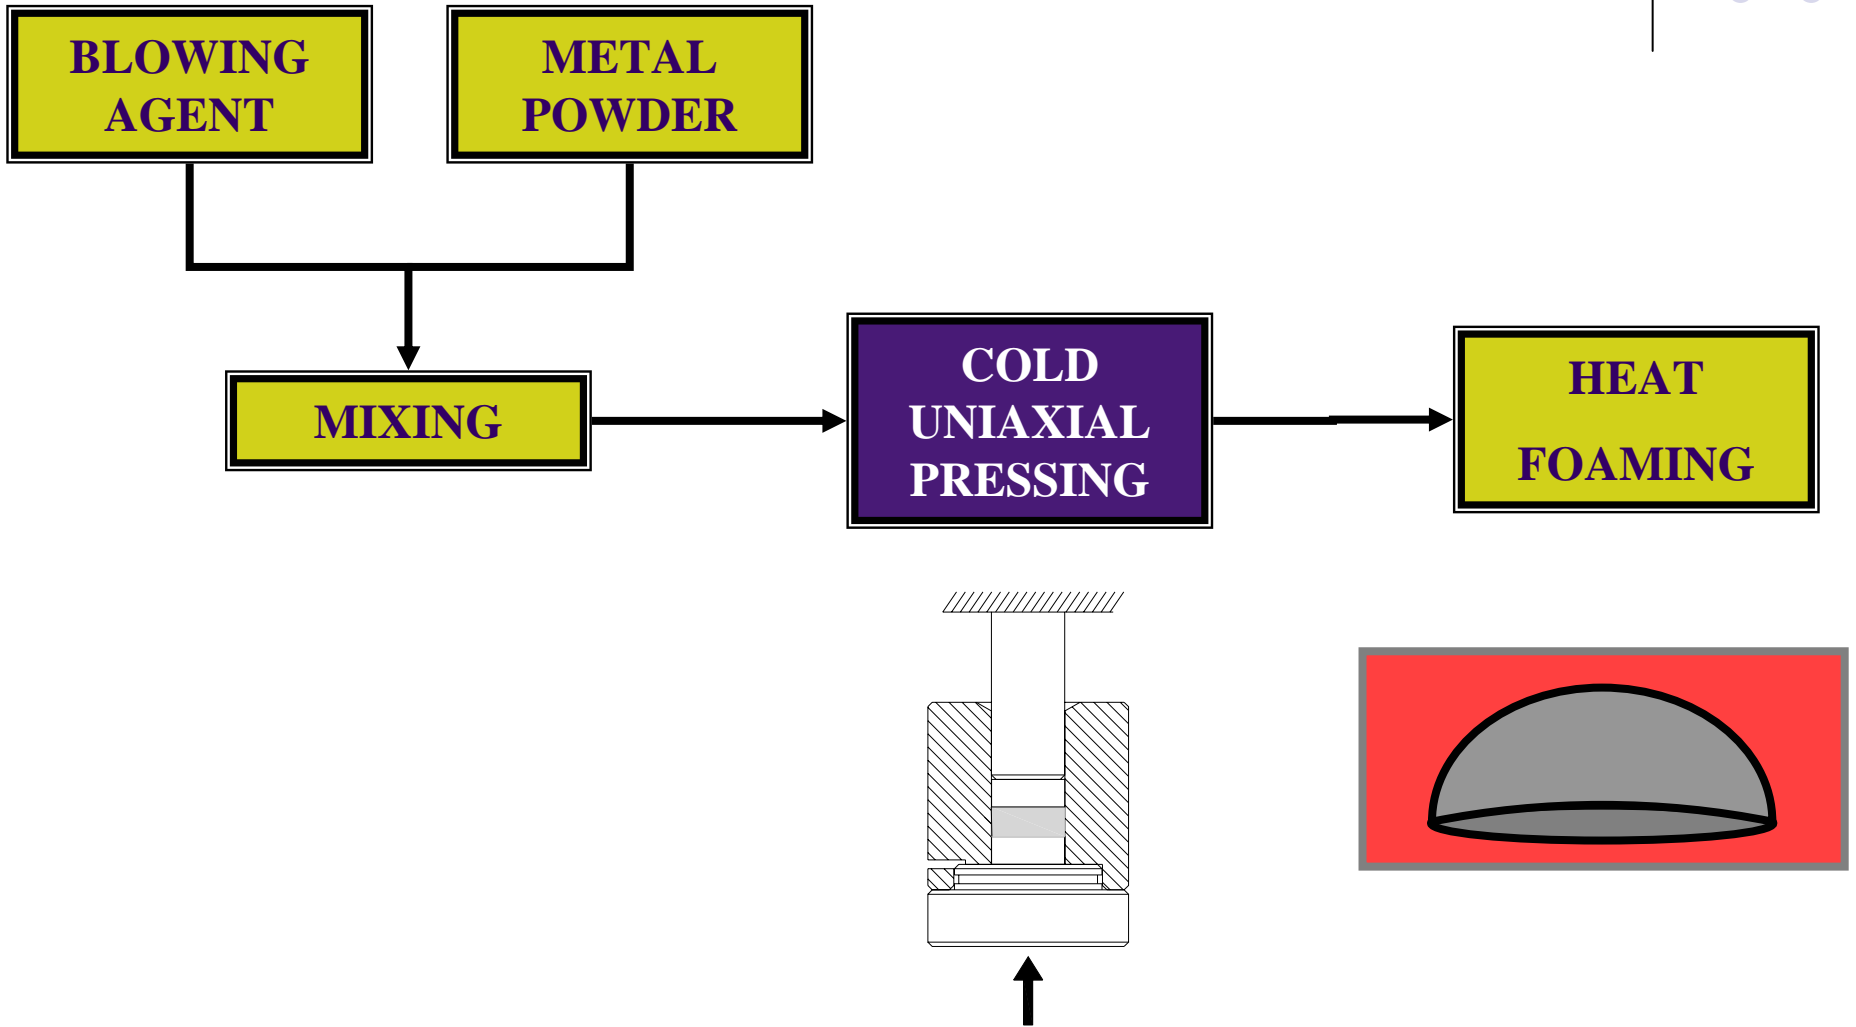 BLOWING
AGENT
METAL
POWDER
MIXING
COLD
UNIAXIAL
PRESSING
HEAT
FOAMING